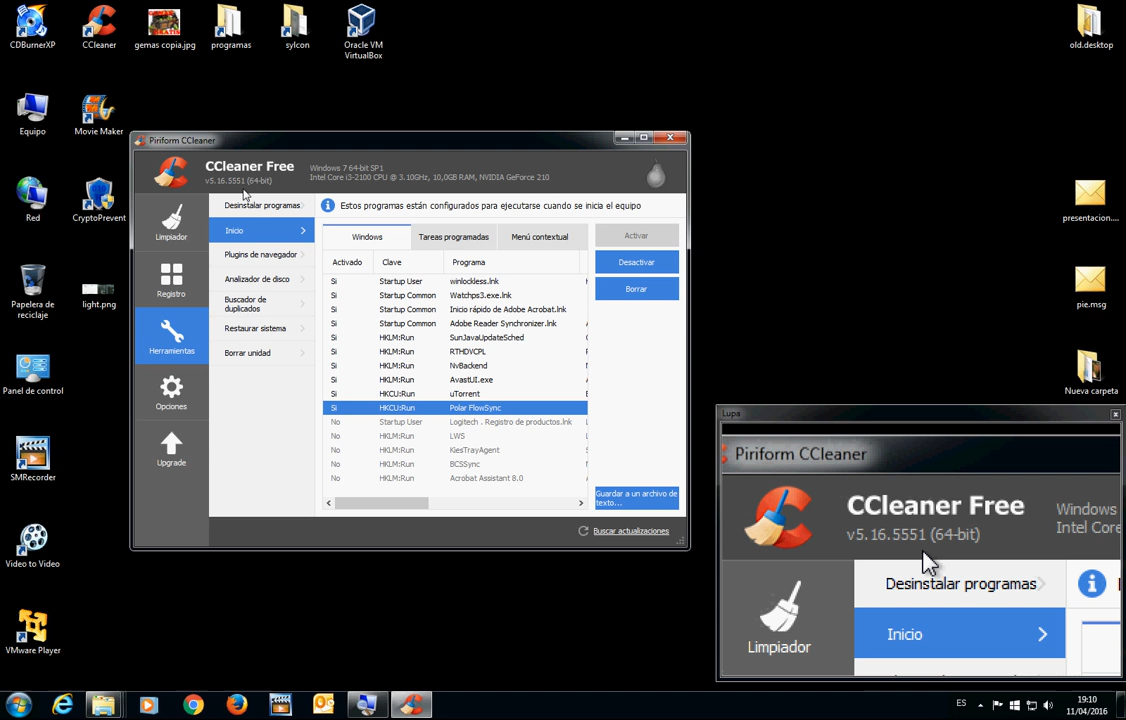 CDBurnerXP
CCleaner
gemas copia.jpg
programas
sylcon
Oracle VM
VirtualBox
old.desktop
Equipo
Movie Maker
Red
CryptoPrevent
Papelera de
reciclaje
light.png
Panel de control
SMRecorder
Video to Video
VMware Player
presentacion....
pie.msg
Nueva carpeta
Piriform CCleaner
CCleaner Free
v5.16.5551 (64-bit)
Windows 7 64-bit SP1
Intel Core i3-2100 CPU @ 3.10GHz, 10,0GB RAM, NVIDIA GeForce 210
Limpiador
Registro
Herramientas
Opciones
Upgrade
Desinstalar programas
Inicio
Plugins de navegador
Analizador de disco
Buscador de
duplicados
Restaurar sistema
Borrar unidad
Estos programas están configurados para ejecutarse cuando se inicia el equipo
Windows Tareas programadas Menú contextual
Activado Clave Programa
Si Startup User winlockless.lnk
Si Startup Common Watchps3.exe.lnk
Si Startup Common Inicio rápido de Adobe Acrobat.lnk
Si Startup Common Adobe Reader Synchronizer.lnk
Si HKLM:Run SunJavaUpdateSched
Si HKLM:Run RTHDVCPL
Si HKLM:Run NvBackend
Si HKLM:Run AvastUI.exe
Si HKCU:Run uTorrent
Si HKCU:Run Polar FlowSync
No Startup User Logitech . Registro de productos.lnk
No HKLM:Run LWS
No HKLM:Run KiesTrayAgent
No HKLM:Run BCSSync
No HKLM:Run Acrobat Assistant 8.0
Activar
Desactivar
Borrar
Guardar a un archivo de
texto...
Buscar actualizaciones
Lupa
Piriform CCleaner
CCleaner Free
v5.16.5551 (64-bit)
Windows
Intel Core
Desinstalar programas
Inicio
Limpiador
ES
19:10
11/04/2016